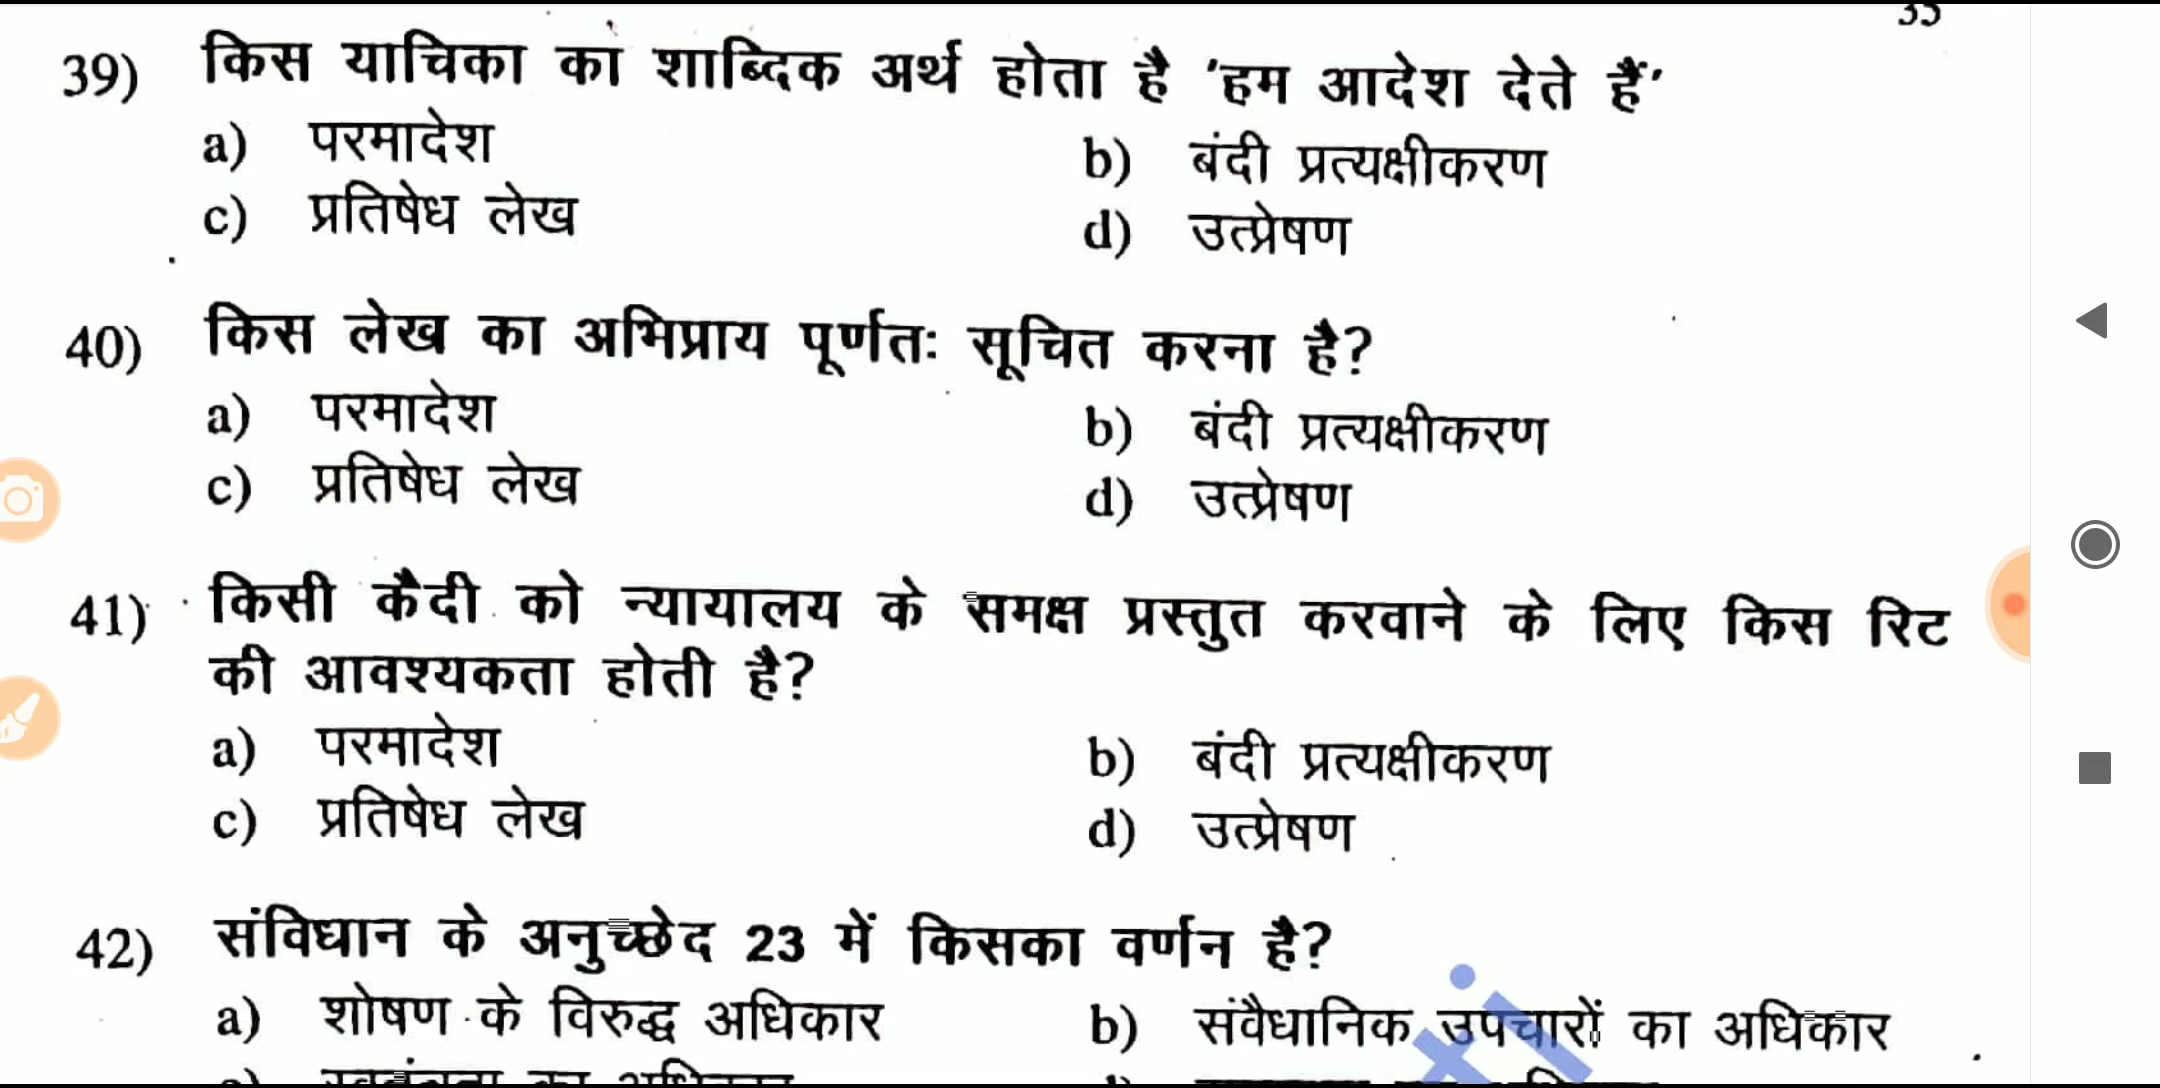 35
39) किस याचिका का शाब्दिक अर्थ होता है 'हम आदेश देते हैं'
a) परमादेश b) बंदी प्रत्यक्षीकरण
c) प्रतिषेध लेख d) उत्प्रेषण
40) किस लेख का अभिप्राय पूर्णतः सूचित करना है?
a) परमादेश b) बंदी प्रत्यक्षीकरण
c) प्रतिषेध लेख d) उत्प्रेषण
41) किसी कैदी को न्यायालय के समक्ष प्रस्तुत करवाने के लिए किस रिट
की आवश्यकता होती है?
a) परमादेश b) बंदी प्रत्यक्षीकरण
c) प्रतिषेध लेख d) उत्प्रेषण
42) संविधान के अनुच्छेद 23 में किसका वर्णन है?
a) शोषण के विरुद्ध अधिकार b) संवैधानिक उपचारों का अधिकार
ti